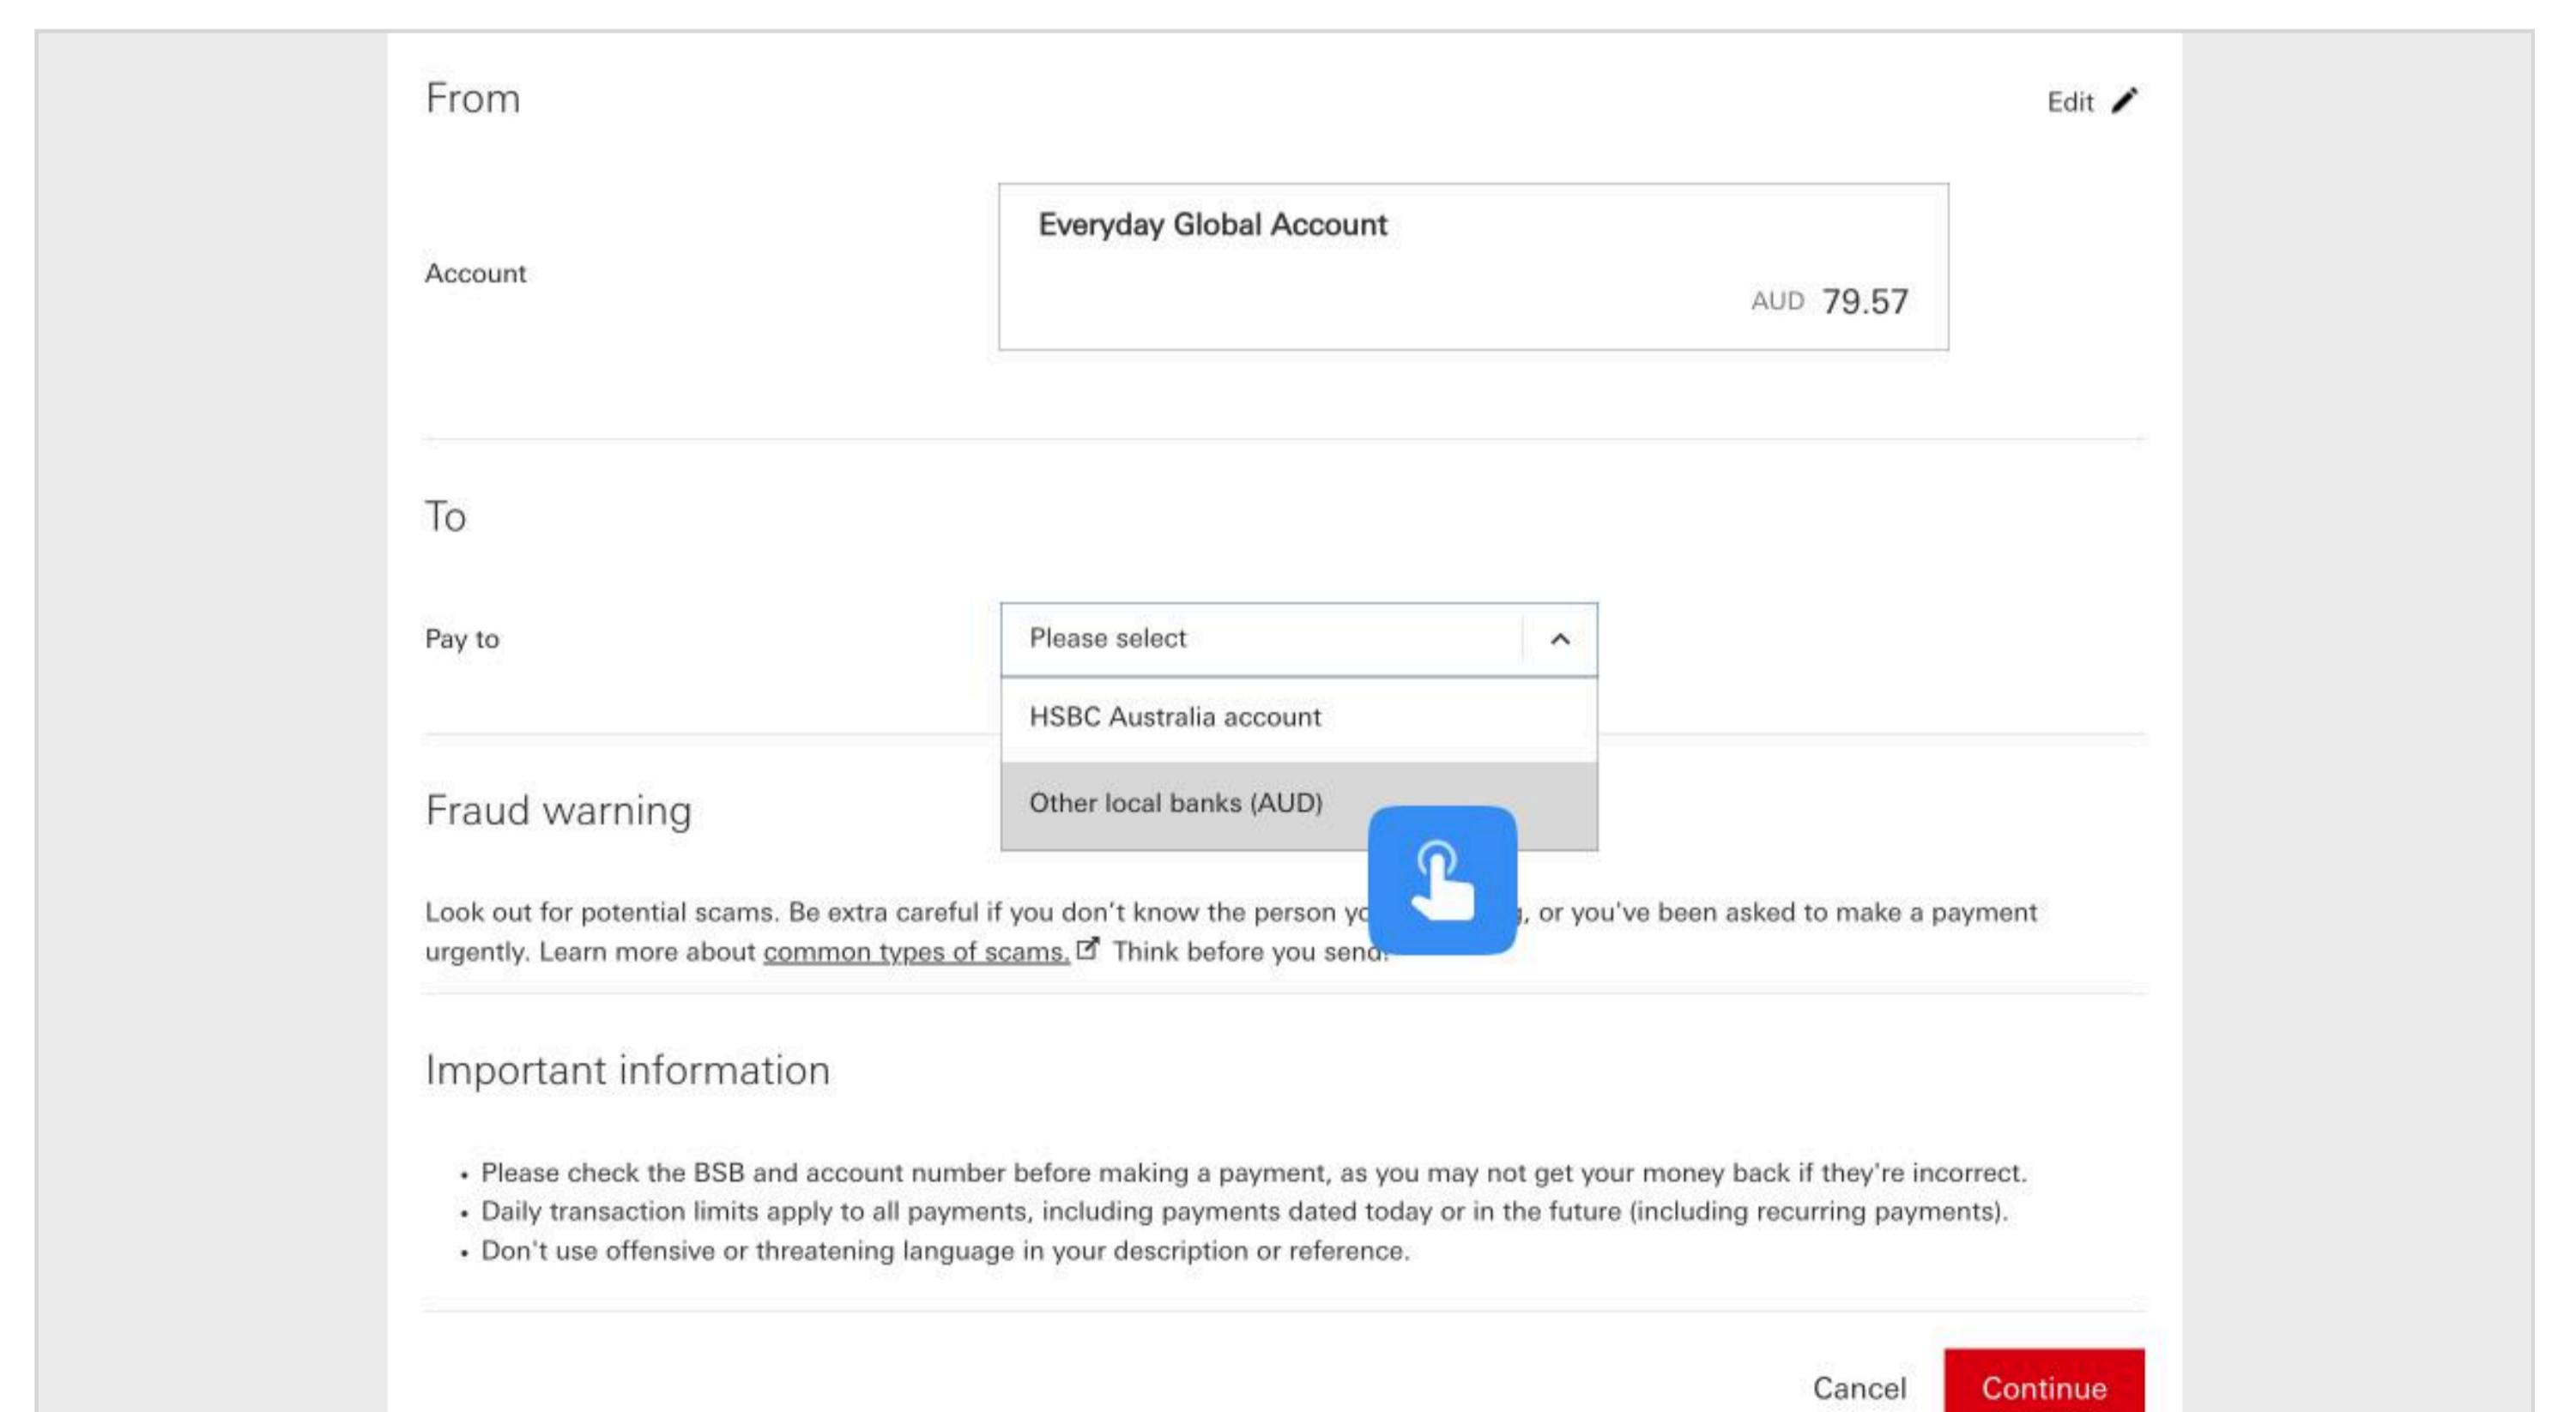 From
Edit
Everyday Global Account
Account
AUD 79.57
To
Pay to
Please select
HSBC Australia account
Other local banks (AUD)
Fraud warning
Look out for potential scams. Be extra careful if you don't know the person , or you've been asked to make a payment
urgently. Learn more about common types of scams. Think before you send.
Important information
• Please check the BSB and account number before making a payment, as you may not get your money back if they're incorrect.
• Daily transaction limits apply to all payments, including payments dated today or in the future (including recurring payments).
• Don't use offensive or threatening language in your description or reference.
Cancel
Continue